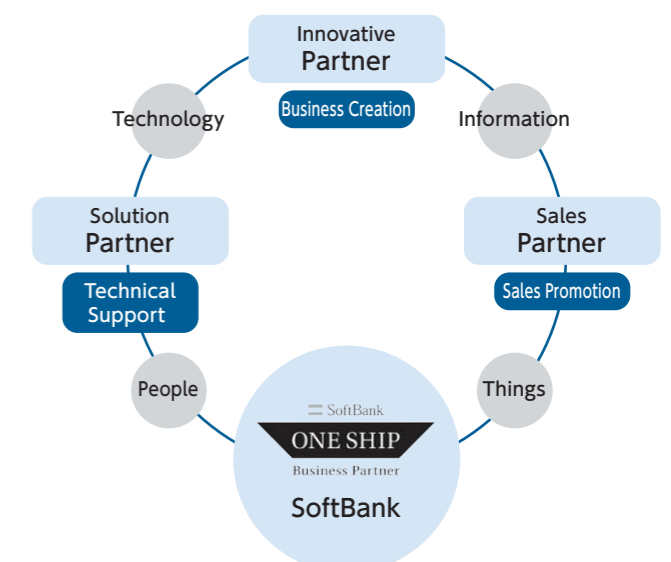 Innovative
Partner
Business Creation
Technology
Information
Solution
Partner
Sales
Partner
Technical
Support
Sales Promotion
People
Things
SoftBank
ONE SHIP
Business Partner
SoftBank